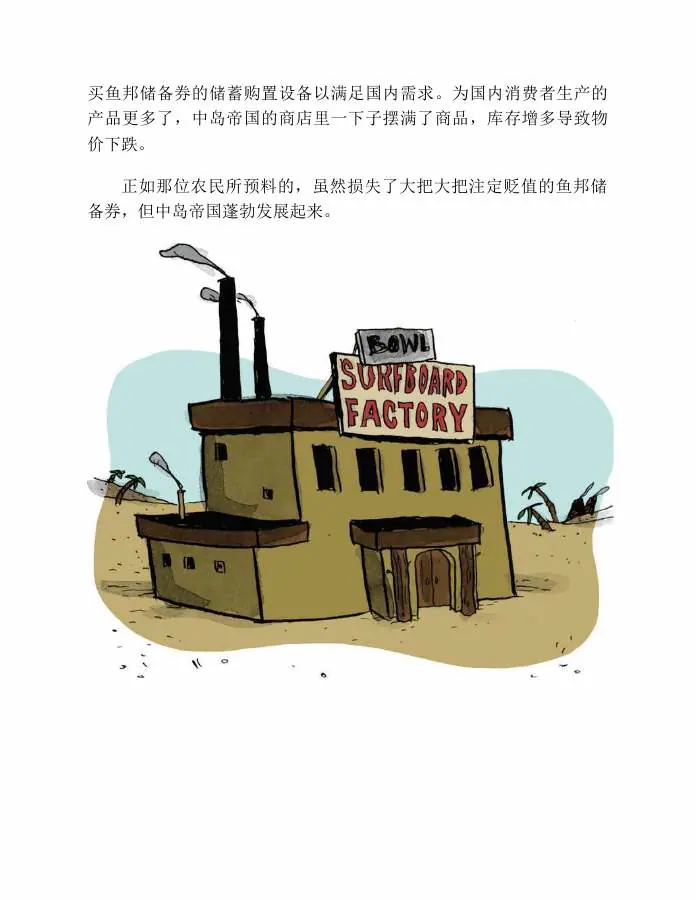 买鱼邦储备券的储蓄购置设备以满足国内需求。为国内消费者生产的
产品更多了，中岛帝国的商店里一下子摆满了商品，库存增多导致物
价下跌。
正如那位农民所预料的，虽然损失了大把大把注定贬值的鱼邦储
备券，但中岛帝国蓬勃发展起来。
BOWL
SURFBOARD
FACTORY